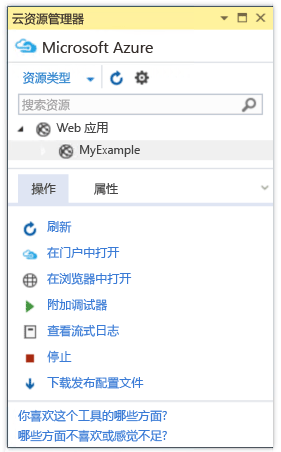 云资源管理器
Microsoft Azure
资源类型
搜索资源
Web 应用
MyExample
操作 属性
刷新
在门户中打开
在浏览器中打开
附加调试器
查看流式日志
停止
下载发布配置文件
你喜欢这个工具的哪些方面?
哪些方面不喜欢或感觉不足?